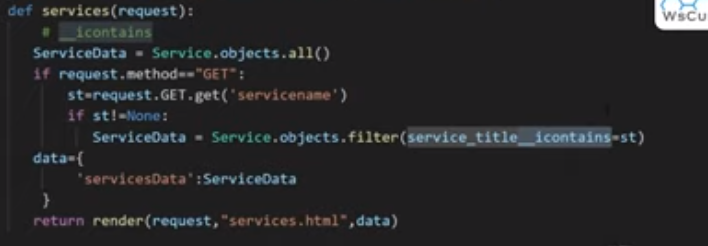 def services(request):
WsCu
# __icontains
ServiceData = Service.objects.all()
if request.method=="GET":
st=request.GET.get('servicename')
if st!=None:
ServiceData = Service.objects.filter(service_title__icontains=st)
data={
'servicesData':ServiceData
}
return render(request,"services.html",data)